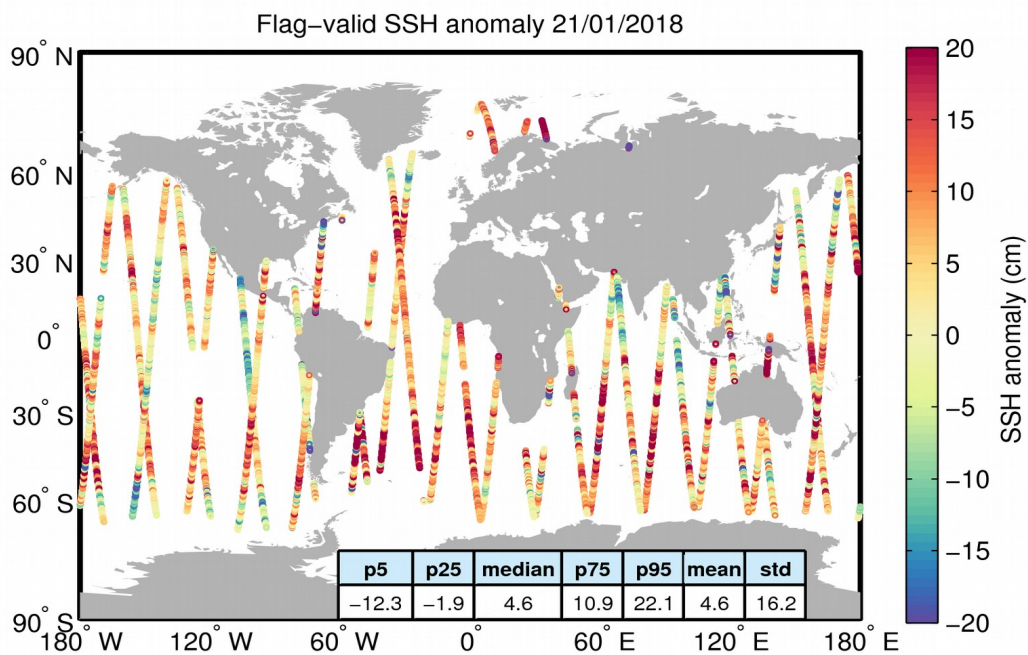 Flag−valid SSH anomaly 21/01/2018
90° N
60° N
30° N
0°
30° S
60° S
90° S
180° W 120° W 60° W 0° 60° E 120° E 180° E
p5 p25 median p75 p95 mean std
−12.3 −1.9 4.6 10.9 22.1 4.6 16.2
20
15
10
5
0
−5
−10
−15
−20
SSH anomaly (cm)